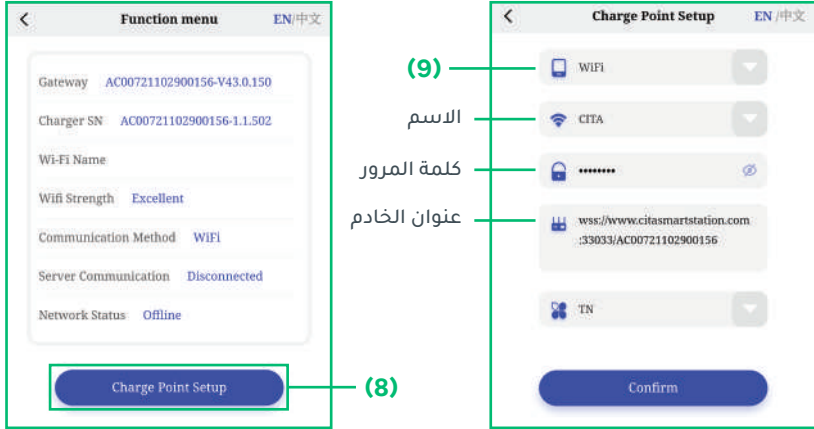 Function menu EN/中文
Gateway AC00721102900156-V43.0.150
Charger SN AC00721102900156-1.1.502
Wi-Fi Name
Wifi Strength Excellent
Communication Method WiFi
Server Communication Disconnected
Network Status Offline
Charge Point Setup
(8)
Charge Point Setup EN/中文
(9)
WiFi
الاسم
CITA
كلمة المرور
••••••••
عنوان الخادم
wss://www.citasmartstation.com
:33033/AC00721102900156
TN
Confirm